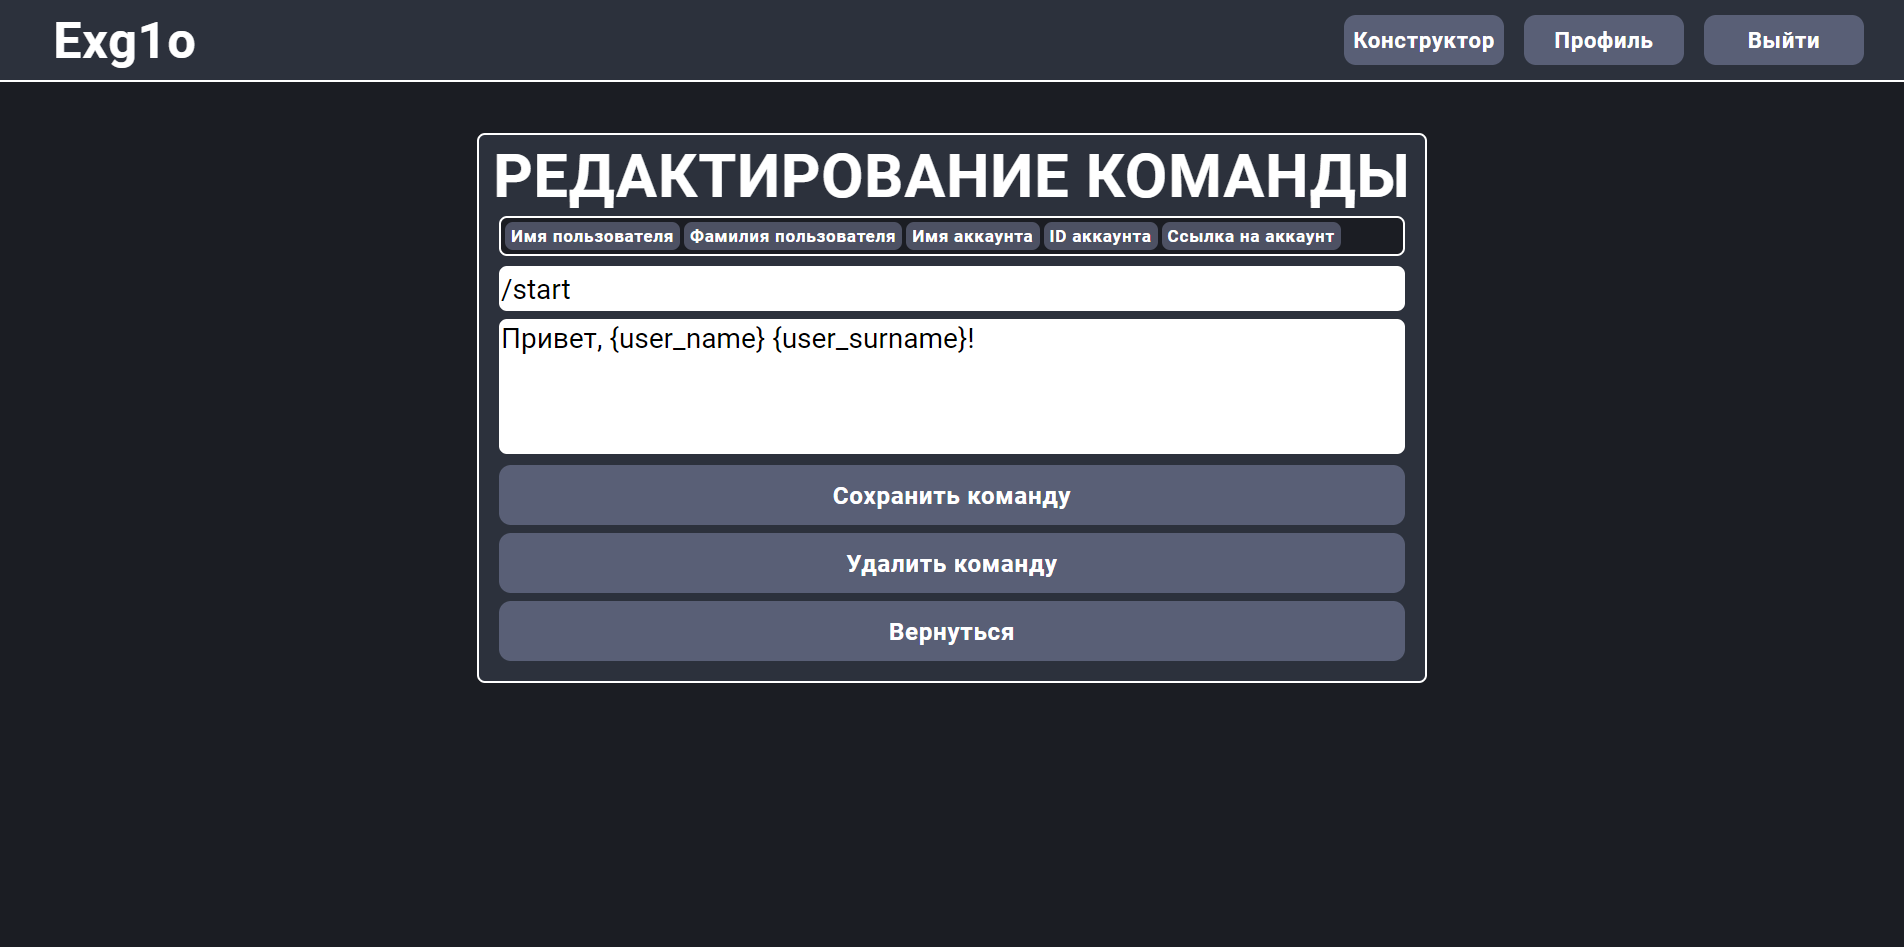 Exg1o Конструктор Профиль Выйти
РЕДАКТИРОВАНИЕ КОМАНДЫ
Имя пользователя Фамилия пользователя Имя аккаунта ID аккаунта Ссылка на аккаунт
/start
Привет, {user_name} {user_surname}!
Сохранить команду
Удалить команду
Вернуться